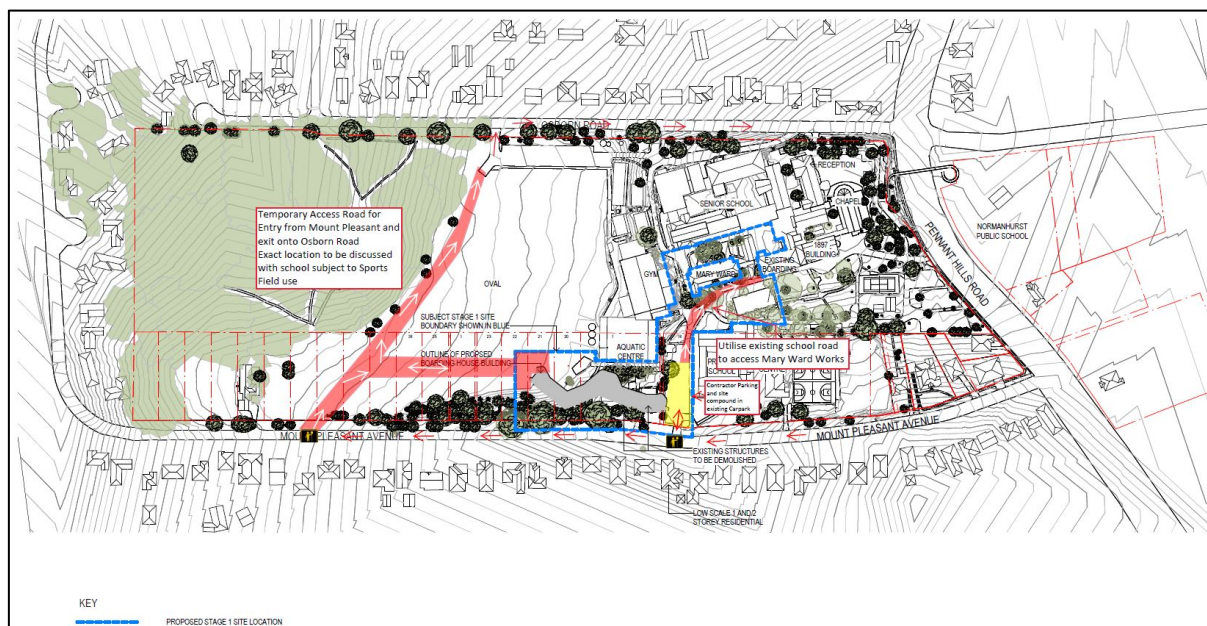 OSBORN ROAD
RECEPTION
SENIOR SCHOOL
CHAPEL
NORMANHURST
PUBLIC SCHOOL
PENNANT HILLS ROAD
1897
BUILDING
EXISTING
BOARDING
MARY WARD
GYM
OVAL
Temporary Access Road for
Entry from Mount Pleasant and
exit onto Osborn Road
Exact location to be discussed
with school subject to Sports
Field use
SUBJECT STAGE 1 SITE
BOUNDARY SHOWN IN BLUE
OUTLINE OF PROPSED
BOARDING HOUSE BUILDING
AQUATIC
CENTRE
Utilise existing school road
to access Mary Ward Works
Contractor Parking
and site
compound in
existing Carpark
MOUNT PLEASANT AVENUE
MOUNT PLEASANT AVENUE
EXISTING STRUCTURES
TO BE DEMOLISHED
LOW SCALE 1 AND/2
STOREY RESIDENTIAL
KEY
PROPOSED STAGE 1 SITE LOCATION